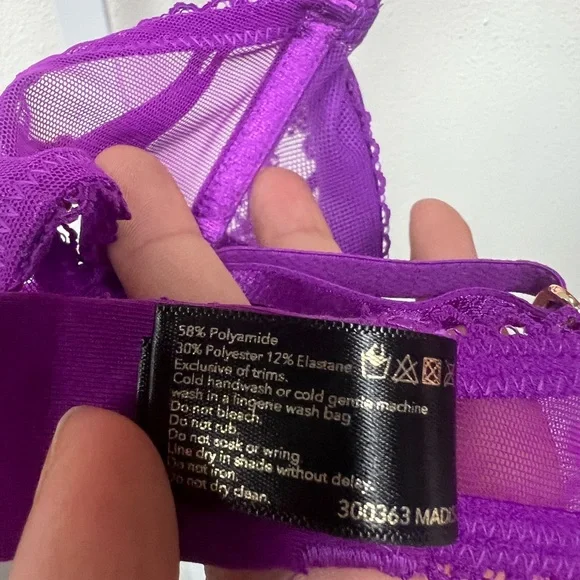 58% Polyamide
30% Polyester 12% Elastane
Exclusive of trims.
Cold handwash or cold gentle machine
wash in a lingerie wash bag
Do not bleach.
Do not rub.
Do not soak or wring.
Line dry in shade without delay.
Do not iron.
Do not dry clean.
300363 MAD